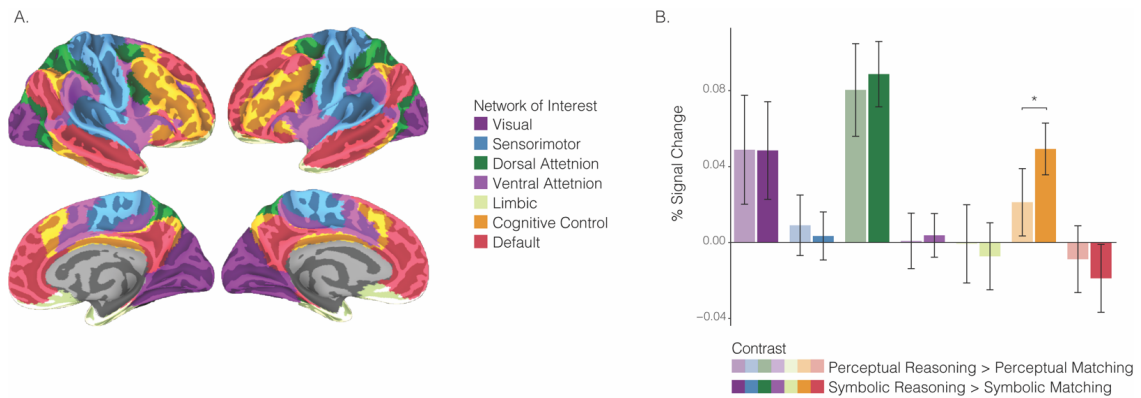 A.
Network of Interest
Visual
Sensorimotor
Dorsal Attetnion
Ventral Attetnion
Limbic
Cognitive Control
Default
B.
% Signal Change
0.08
0.04
0.00
−0.04
*
Contrast
Perceptual Reasoning > Perceptual Matching
Symbolic Reasoning > Symbolic Matching